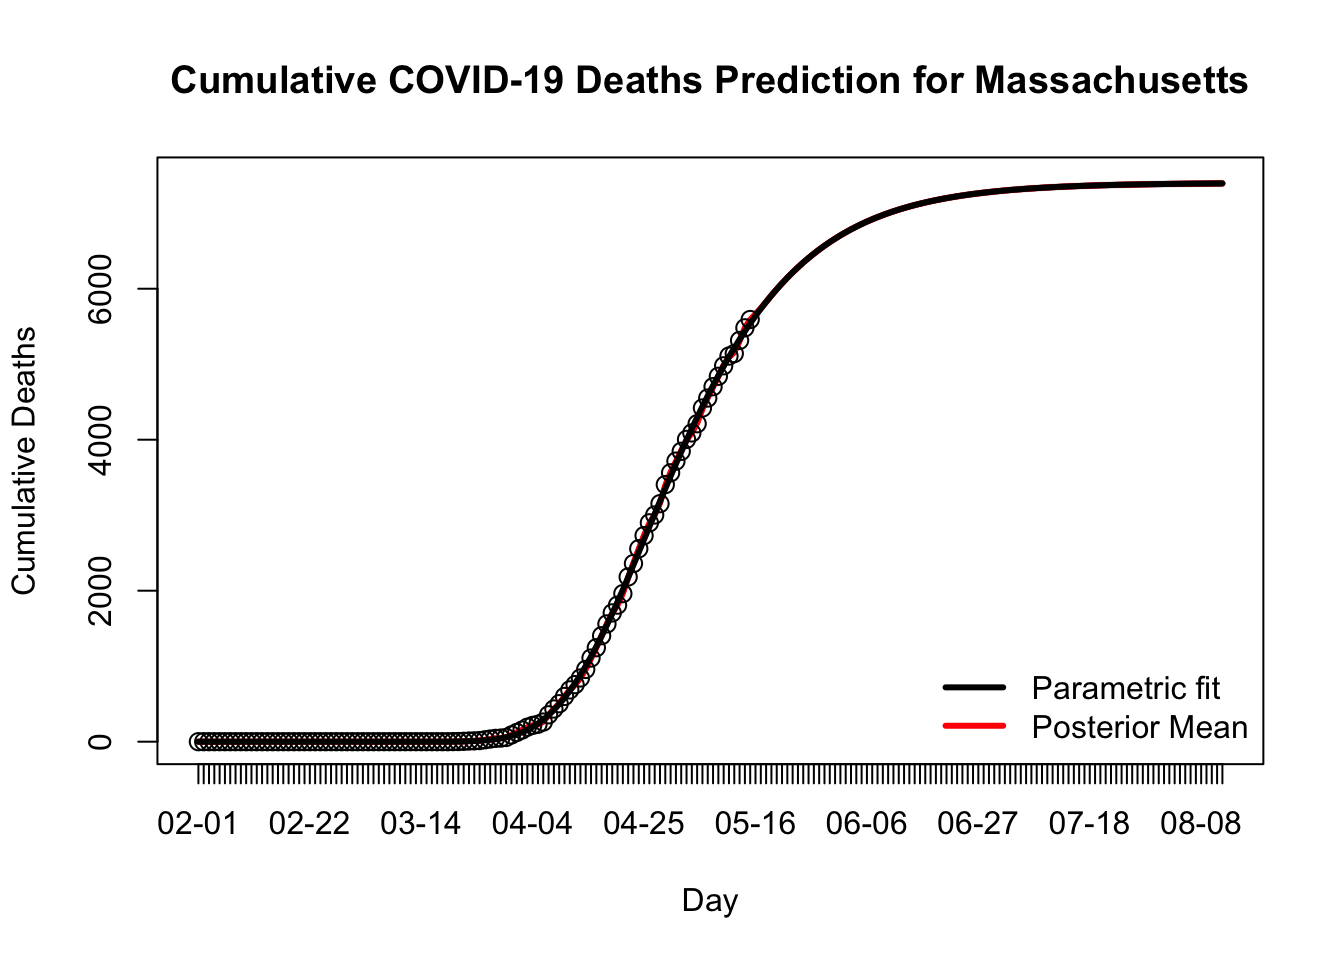 Cumulative COVID-19 Deaths Prediction for Massachusetts
Cumulative Deaths
6000
4000
2000
0
Parametric fit
Posterior Mean
02-01 02-22 03-14 04-04 04-25 05-16 06-06 06-27 07-18 08-08
Day